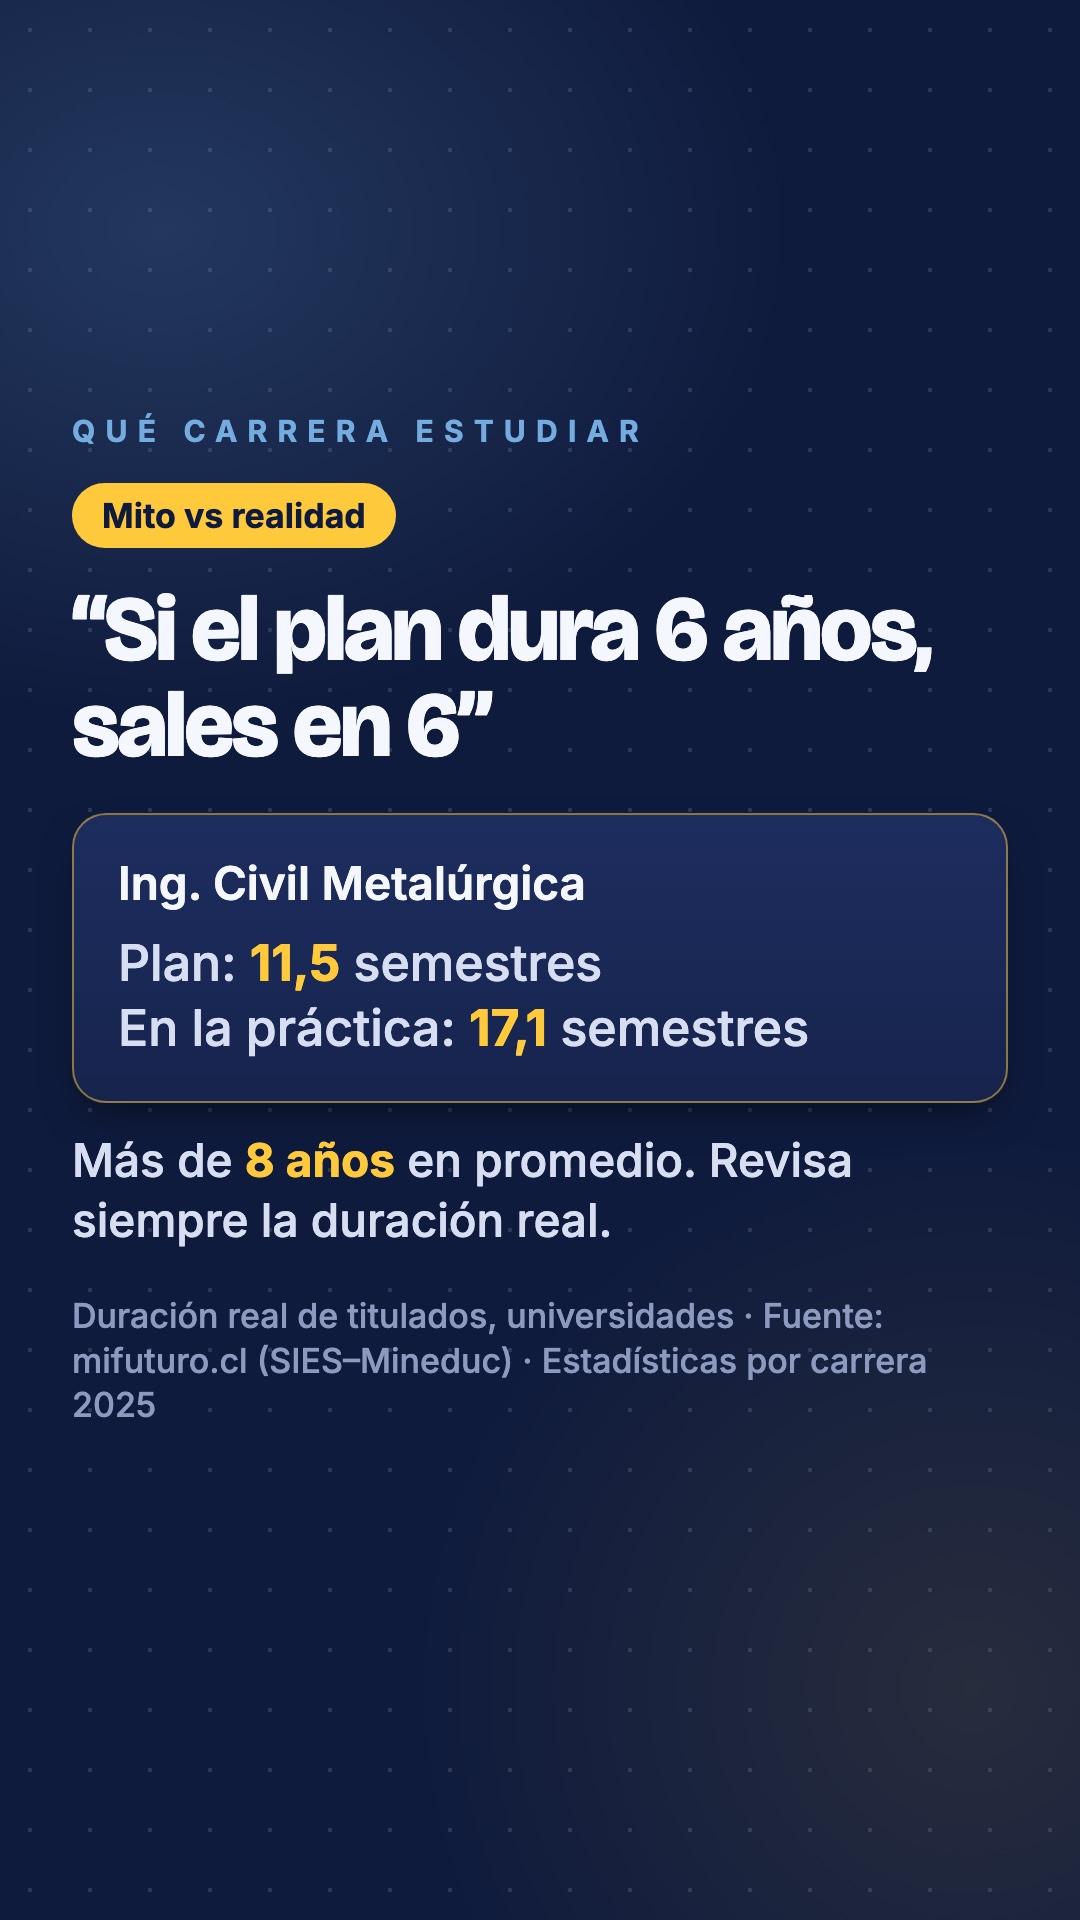 QUÉ CARRERA ESTUDIAR
Mito vs realidad
“Si el plan dura 6 años,
sales en 6”
Ing. Civil Metalúrgica
Plan: 11,5 semestres
En la práctica: 17,1 semestres
Más de 8 años en promedio. Revisa
siempre la duración real.
Duración real de titulados, universidades · Fuente:
mifuturo.cl (SIES–Mineduc) · Estadísticas por carrera
2025